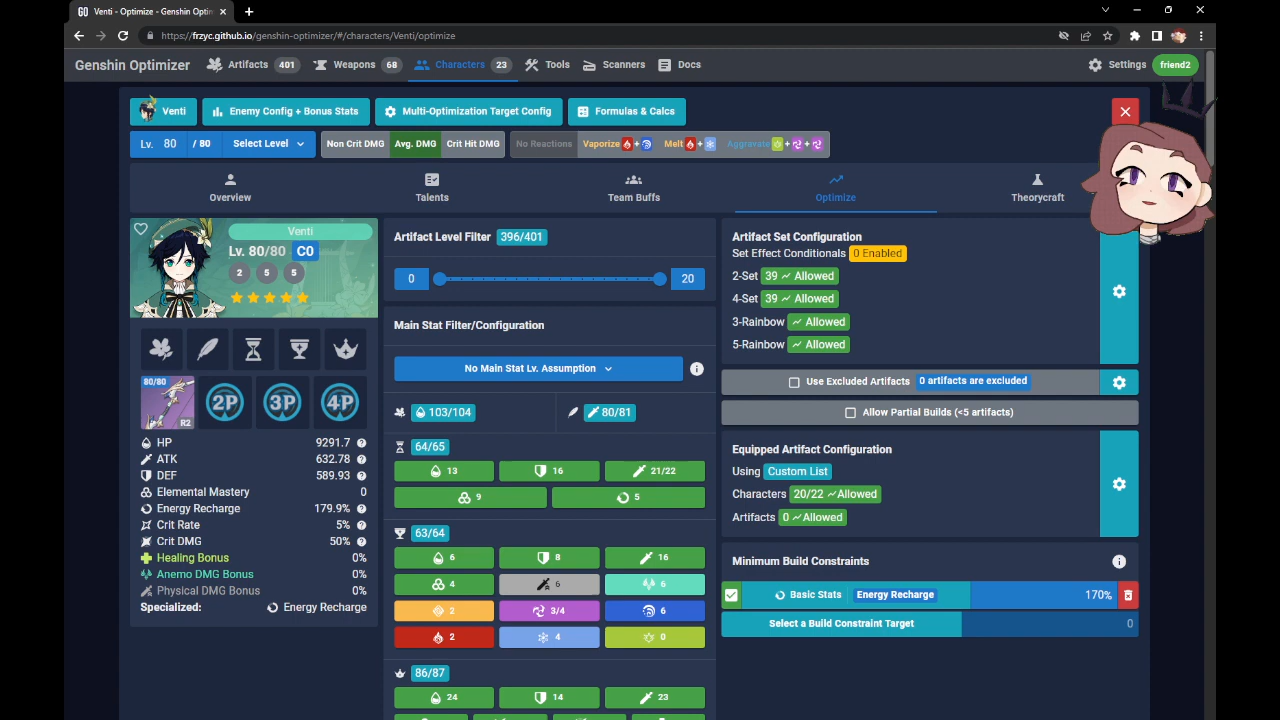 Venti - Optimize - Genshin Optim
https://frzyc.github.io/genshin-optimizer/#/characters/Venti/optimize
Genshin Optimizer
Artifacts 401
Weapons 68
Characters 23
Tools
Scanners
Docs
Settings
friend2
Venti
Enemy Config + Bonus Stats
Multi-Optimization Target Config
Formulas & Calcs
Lv. 80 / 80 Select Level
Non Crit DMG Avg. DMG Crit Hit DMG
No Reactions Vaporize + Melt + Aggravate + +
Overview
Talents
Team Buffs
Optimize
Theorycraft
Venti
Lv. 80/80 C0
2 5 5
80/80
R2
2P
3P
4P
HP 9291.7
ATK 632.78
DEF 589.93
Elemental Mastery 0
Energy Recharge 179.9%
Crit Rate 5%
Crit DMG 50%
Healing Bonus 0%
Anemo DMG Bonus 0%
Physical DMG Bonus 0%
Specialized: Energy Recharge
Artifact Level Filter 396/401
0 20
Main Stat Filter/Configuration
No Main Stat Lv. Assumption
103/104 80/81
64/65
13 16 21/22
9 5
63/64
6 8 16
4 6 6
2 3/4 6
2 4 0
86/87
24 14 23
Artifact Set Configuration
Set Effect Conditionals 0 Enabled
2-Set 39 Allowed
4-Set 39 Allowed
3-Rainbow Allowed
5-Rainbow Allowed
Use Excluded Artifacts 0 artifacts are excluded
Allow Partial Builds (<5 artifacts)
Equipped Artifact Configuration
Using Custom List
Characters 20/22 Allowed
Artifacts 0 Allowed
Minimum Build Constraints
Basic Stats Energy Recharge 170%
Select a Build Constraint Target 0